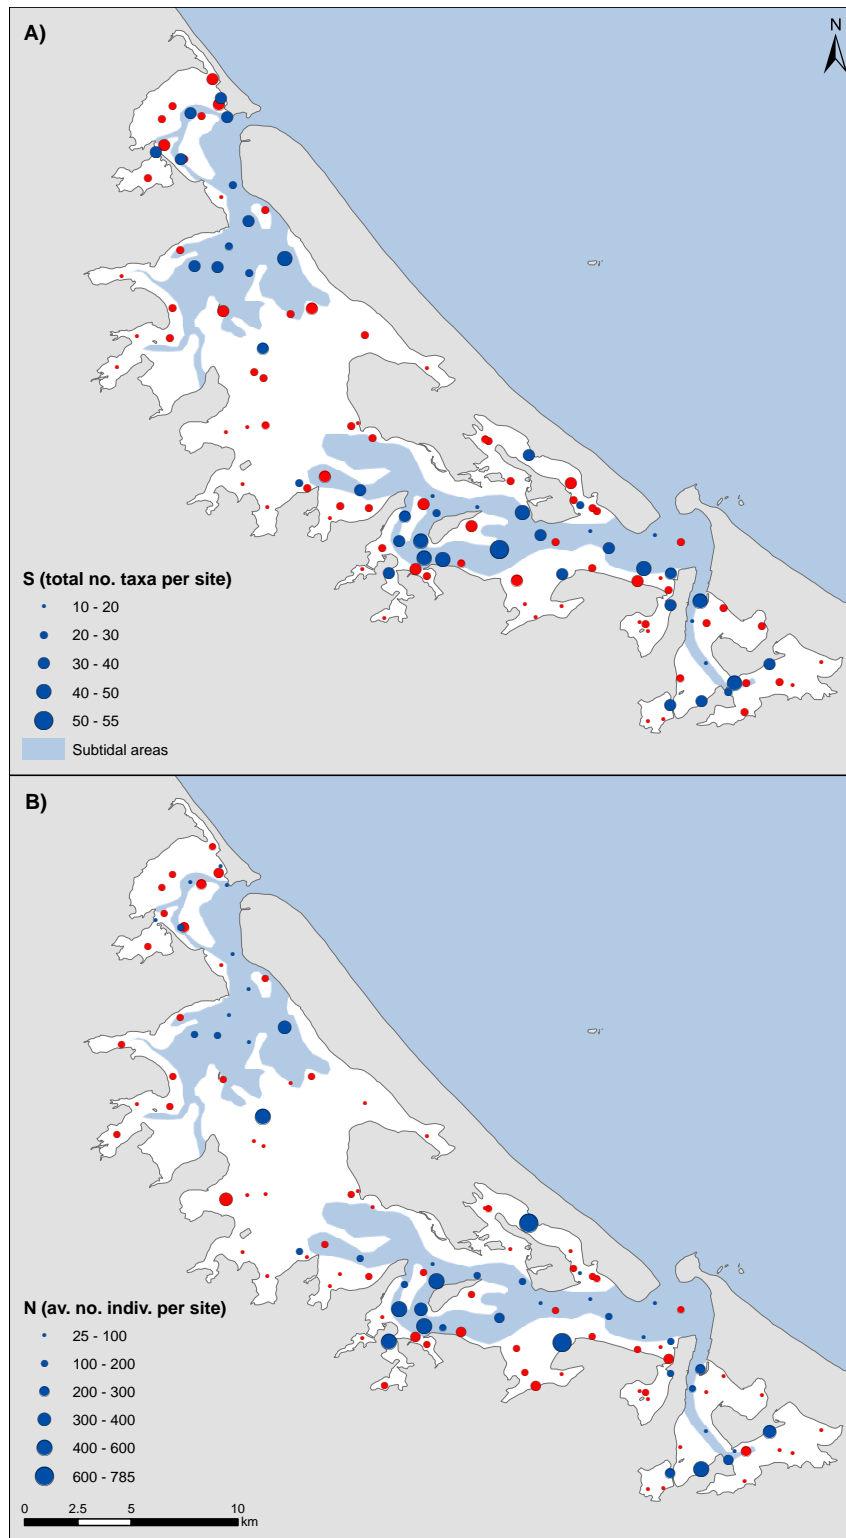 A)
N
S (total no. taxa per site)
10 - 20
20 - 30
30 - 40
40 - 50
50 - 55
Subtidal areas
B)
N (av. no. indiv. per site)
25 - 100
100 - 200
200 - 300
300 - 400
400 - 600
600 - 785
0 2.5 5 10
km